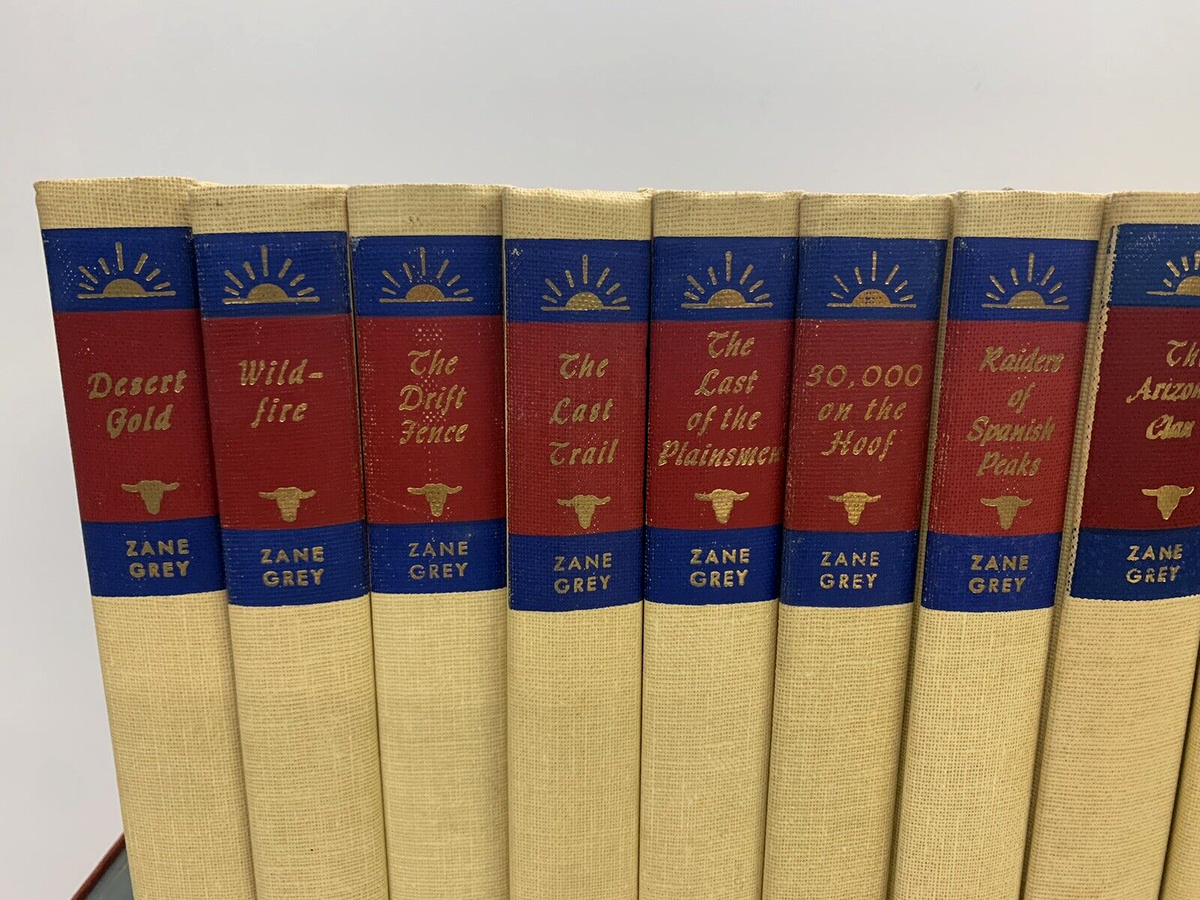 Desert
Gold
ZANE
GREY
Wild-
fire
ZANE
GREY
The
Drift
Fence
ZANE
GREY
The
Last
Trail
ZANE
GREY
The
Last
of the
Plainsmen
ZANE
GREY
30,000
on the
Hoof
ZANE
GREY
Raiders
of
Spanish
Peaks
ZANE
GREY
Clan
ZANE
GREY